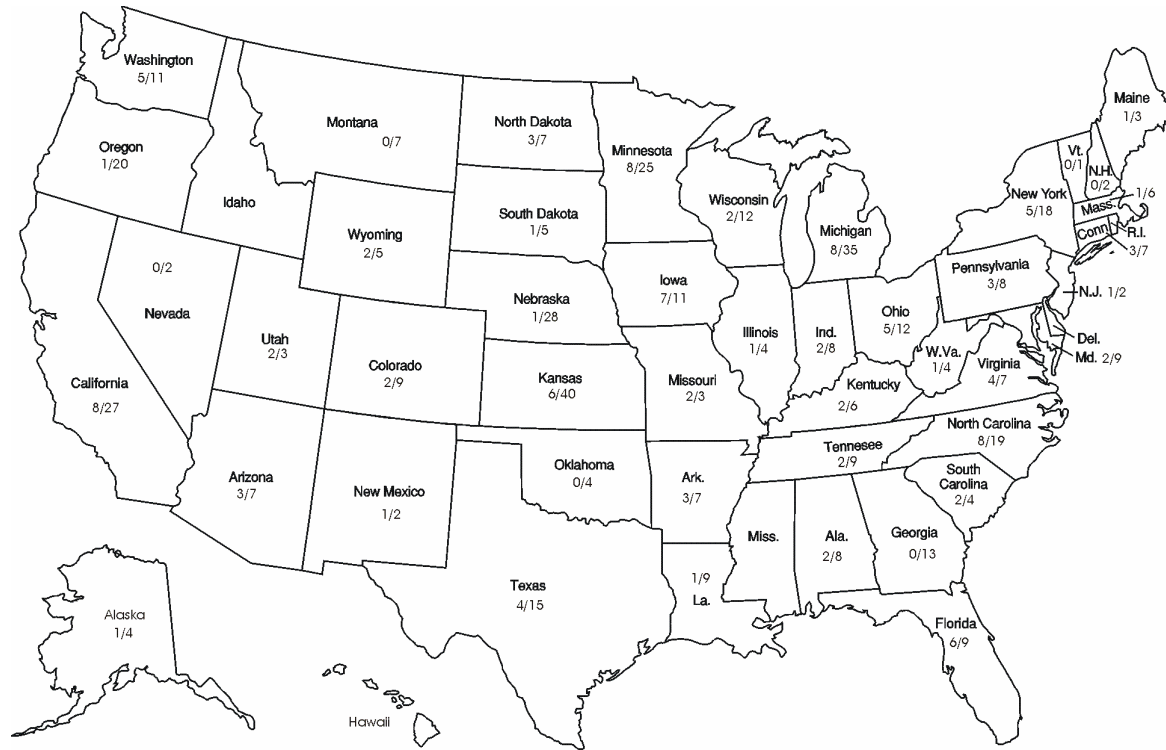 Washington
5/11
Oregon
1/20
Idaho
Montana
0/7
Wyoming
2/5
North Dakota
3/7
South Dakota
1/5
Nebraska
1/28
Kansas
6/40
Minnesota
8/25
Iowa
7/11
Missouri
2/3
Wisconsin
2/12
Michigan
8/35
Illinois
1/4
Ind.
2/8
Ohio
5/12
Kentucky
2/6
W.Va.
1/4
Virginia
4/7
Pennsylvania
3/8
New York
5/18
Vt.
0/1
N.H.
0/2
Maine
1/3
Mass.
1/6
Conn.
R.I.
3/7
N.J. 1/2
Del.
Md. 2/9
0/2
Nevada
California
8/27
Utah
2/3
Colorado
2/9
Arizona
3/7
New Mexico
1/2
Oklahoma
0/4
Texas
4/15
Ark.
3/7
1/9
La.
Miss.
Ala.
2/8
Tennesee
2/9
North Carolina
8/19
South
Carolina
2/4
Georgia
0/13
Florida
6/9
Alaska
1/4
Hawaii